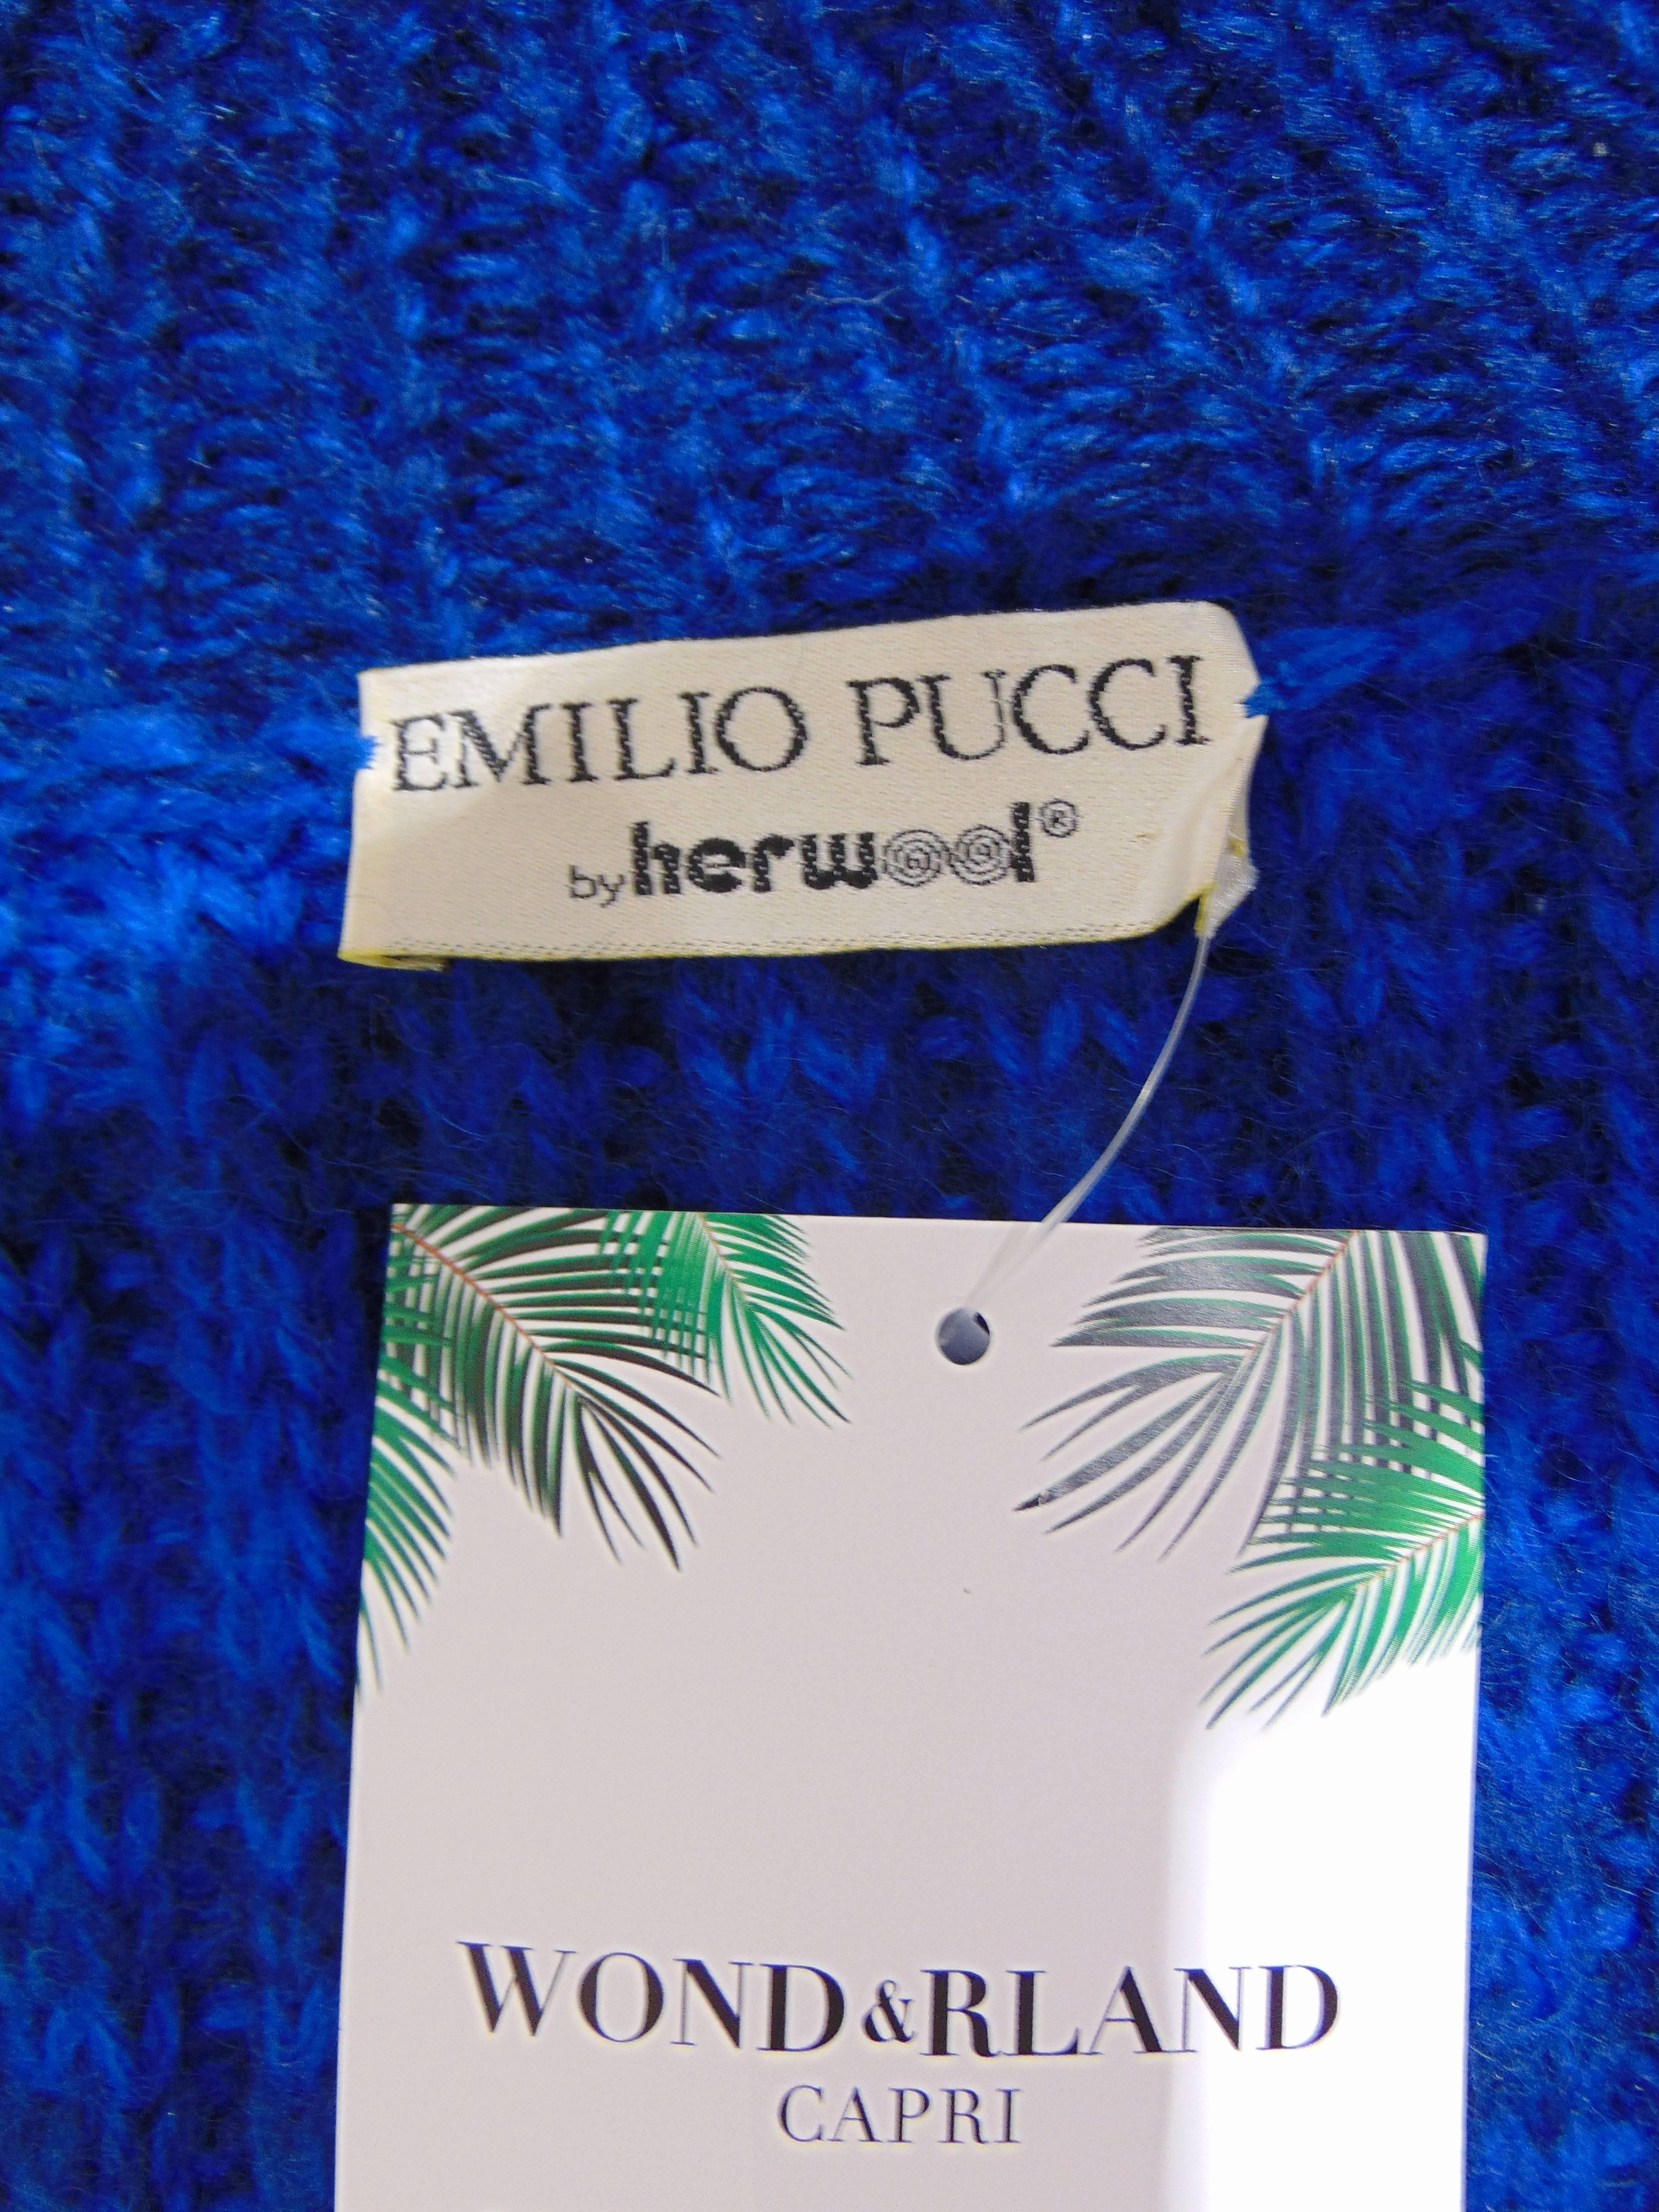 EMILIO PUCCI
by herwool®
WOND&RLAND
CAPRI